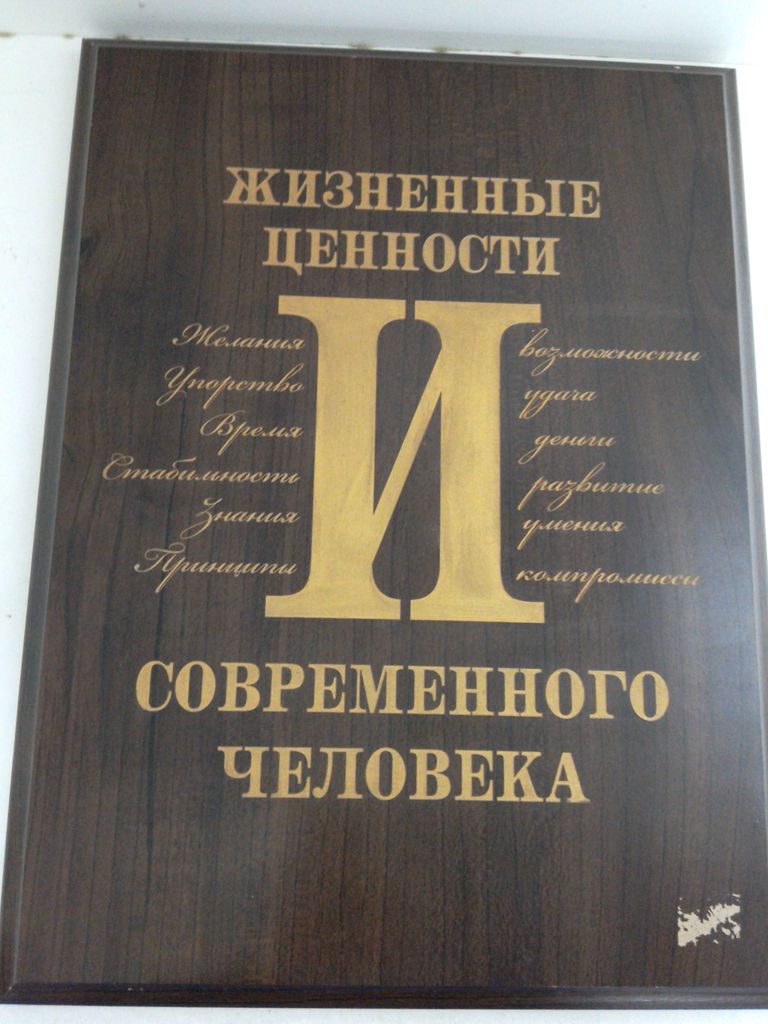 ЖИЗНЕННЫЕ
ЦЕННОСТИ
И
Желания возможности
Упорство удача
Время деньги
Стабильность развитие
Знания умения
Принципы компромиссы
СОВРЕМЕННОГО
ЧЕЛОВЕКА